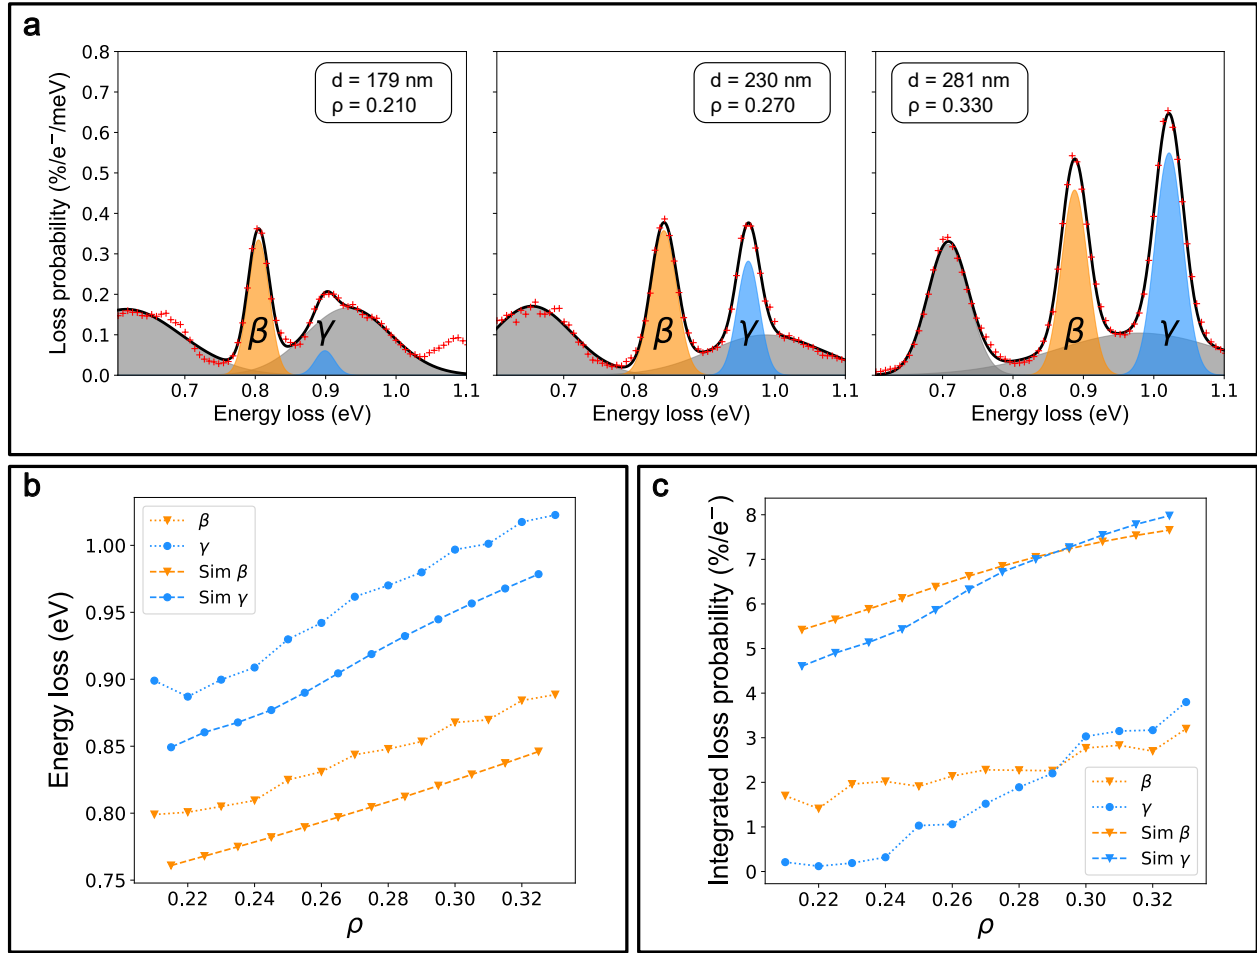 a
Loss probability (%/e⁻/meV)
0.8
0.7
0.6
0.5
0.4
0.3
0.2
0.1
0.0
d = 179 nm
ρ = 0.210
β
γ
0.7 0.8 0.9 1.0 1.1
Energy loss (eV)
d = 230 nm
ρ = 0.270
β
γ
0.7 0.8 0.9 1.0 1.1
Energy loss (eV)
d = 281 nm
ρ = 0.330
β
γ
0.7 0.8 0.9 1.0 1.1
Energy loss (eV)
b
Energy loss (eV)
1.00
0.95
0.90
0.85
0.80
0.75
β
γ
Sim β
Sim γ
0.22 0.24 0.26 0.28 0.30 0.32
ρ
c
Integrated loss probability (%/e⁻)
8
7
6
5
4
3
2
1
0
β
γ
Sim β
Sim γ
0.22 0.24 0.26 0.28 0.30 0.32
ρ